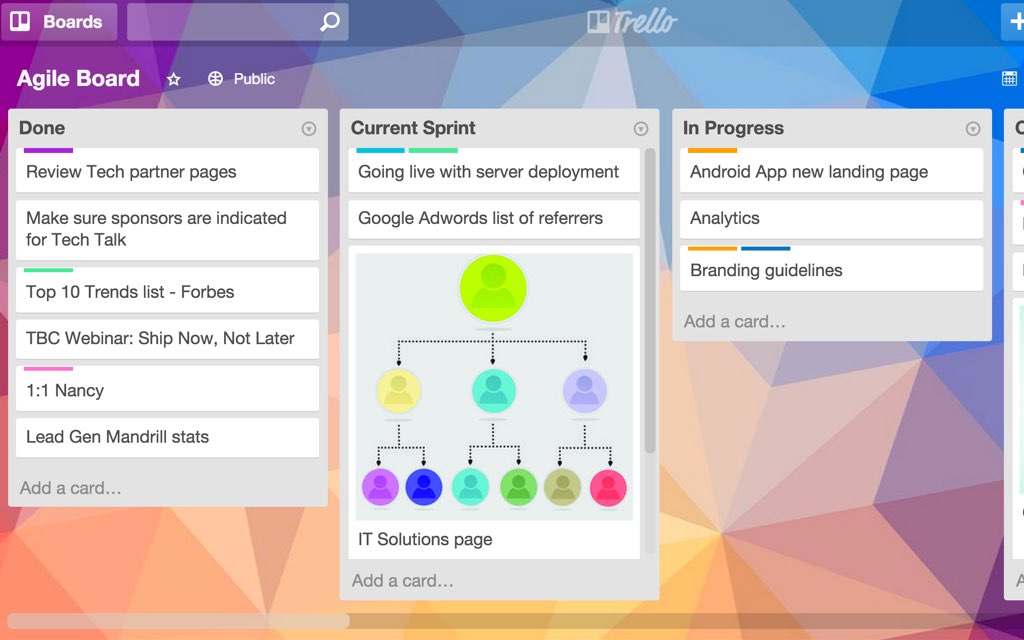 Boards
Trello
Agile Board
Public
Done
Review Tech partner pages
Make sure sponsors are indicated
for Tech Talk
Top 10 Trends list - Forbes
TBC Webinar: Ship Now, Not Later
1:1 Nancy
Lead Gen Mandrill stats
Add a card…
Current Sprint
Going live with server deployment
Google Adwords list of referrers
IT Solutions page
Add a card…
In Progress
Android App new landing page
Analytics
Branding guidelines
Add a card…